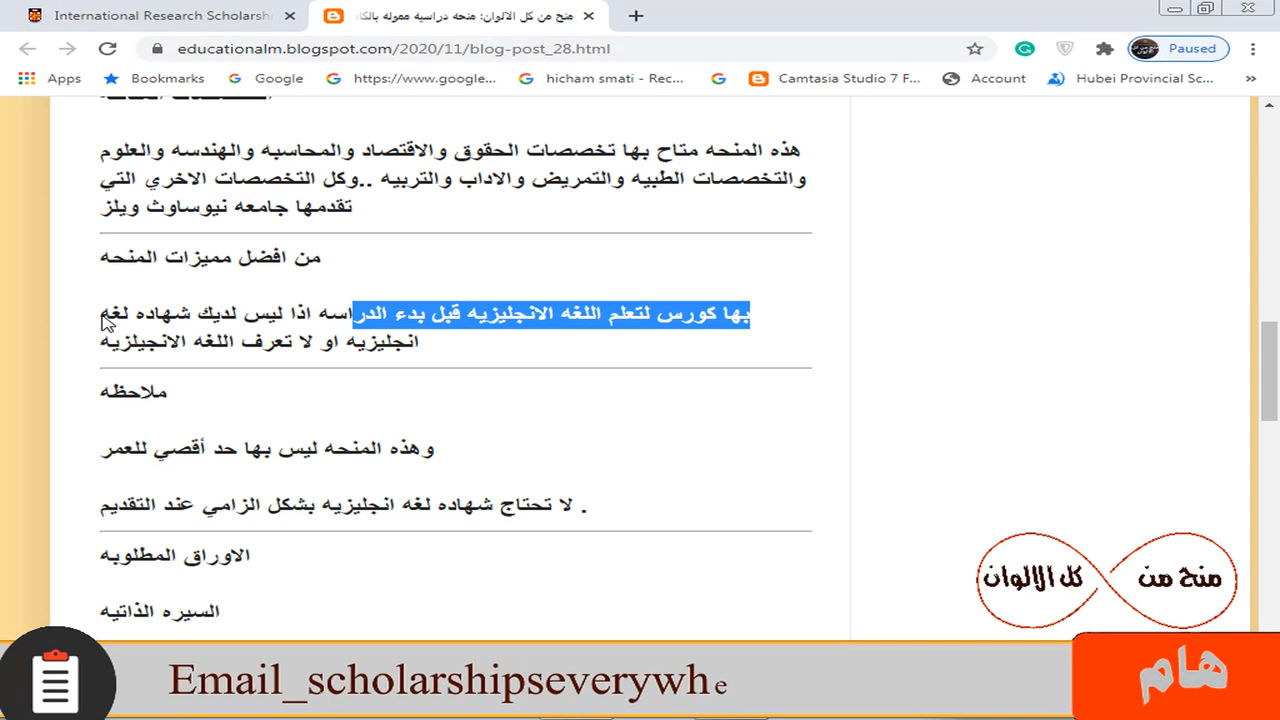 International Research Scholarshi
منح من كل الالوان: منحه دراسيه مموله بالكا
educationalm.blogspot.com/2020/11/blog-post_28.html
Paused
Apps
Bookmarks
Google
https://www.google...
hicham smati - Rec...
Camtasia Studio 7 F...
Account
Hubei Provincial Sc...
»
هذه المنحه متاح بها تخصصات الحقوق والاقتصاد والمحاسبه والهندسه والعلوم
والتخصصات الطبيه والتمريض والاداب والتربيه ..وكل التخصصات الاخري التي
تقدمها جامعه نيوساوث ويلز
من افضل مميزات المنحه
بها كورس لتعلم اللغه الانجليزيه قبل بدء الدراسه اذا ليس لديك شهاده لغه
انجليزيه او لا تعرف اللغه الانجيلزيه
ملاحظه
وهذه المنحه ليس بها حد أقصي للعمر
لا تحتاج شهاده لغه انجليزيه بشكل الزامي عند التقديم .
الاوراق المطلوبه
السيره الذاتيه
منح من كل الالوان
Email_scholarshipseverywhe
هام